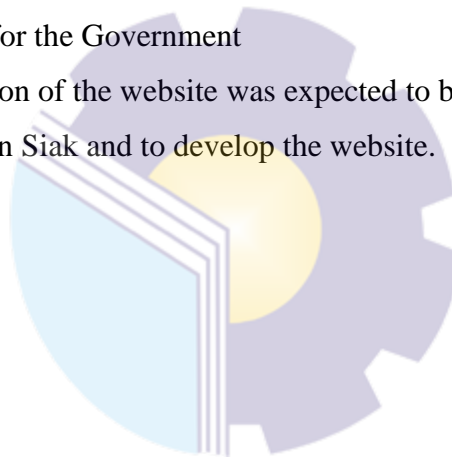 for the Government
on of the website was expected to b
n Siak and to develop the website.